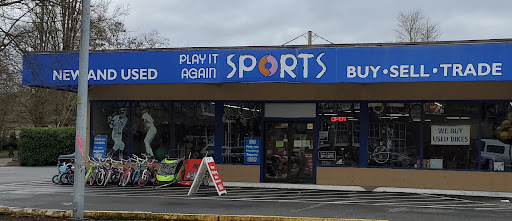 NEW AND USED
PLAY IT
AGAIN
SPORTS
BUY · SELL · TRADE
OPEN
WE BUY
USED BIKES